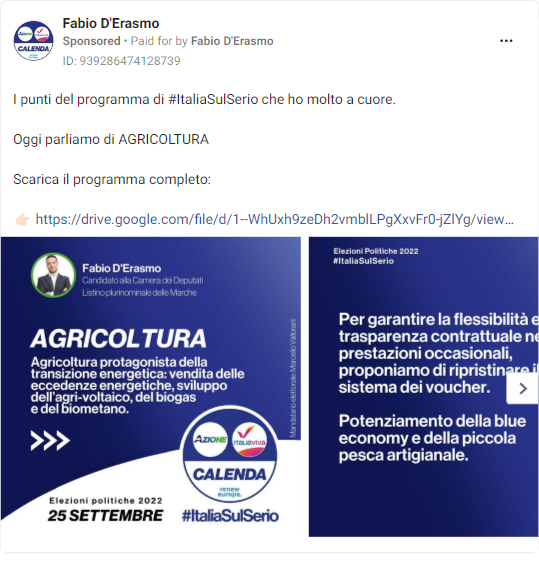 Fabio D'Erasmo
Sponsored • Paid for by Fabio D'Erasmo
ID: 939286474128739
I punti del programma di #ItaliaSulSerio che ho molto a cuore.
Oggi parliamo di AGRICOLTURA
Scarica il programma completo:
👉🏻 https://drive.google.com/file/d/1--WhUxh9zeDh2vmblLPgXxvFr0-jZlYg/view...
Fabio D'Erasmo
Candidato alla Camera dei Deputati
Listino plurinominale delle Marche
AGRICOLTURA
Agricoltura protagonista della
transizione energetica: vendita delle
eccedenze energetiche, sviluppo
dell'agri-voltaico, del biogas
e del biometano.
Mandatario elettorale: Marcello Vallorani
AZIONE
ITALIAVIVA
CALENDA
renew
europe.
Elezioni politiche 2022
25 SETTEMBRE
#ItaliaSulSerio
Elezioni Politiche 2022
#ItaliaSulSerio
Per garantire la flessibilità e
trasparenza contrattuale ne
prestazioni occasionali,
proponiamo di ripristinare il
sistema dei voucher.
Potenziamento della blue
economy e della piccola
pesca artigianale.